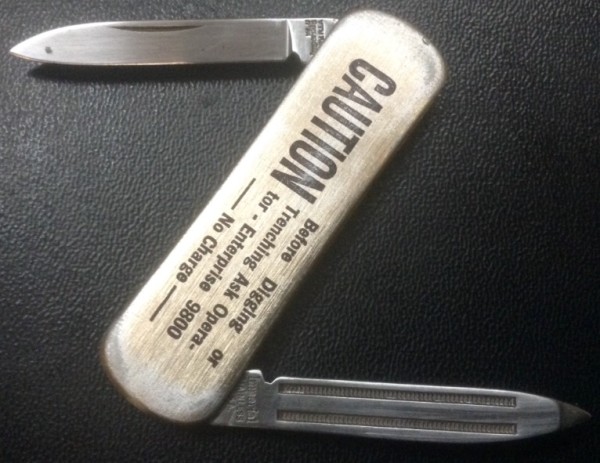 CAUTION
Before Digging or
Trenching Ask Opera-
tor - Enterprise 9800
— No Charge —